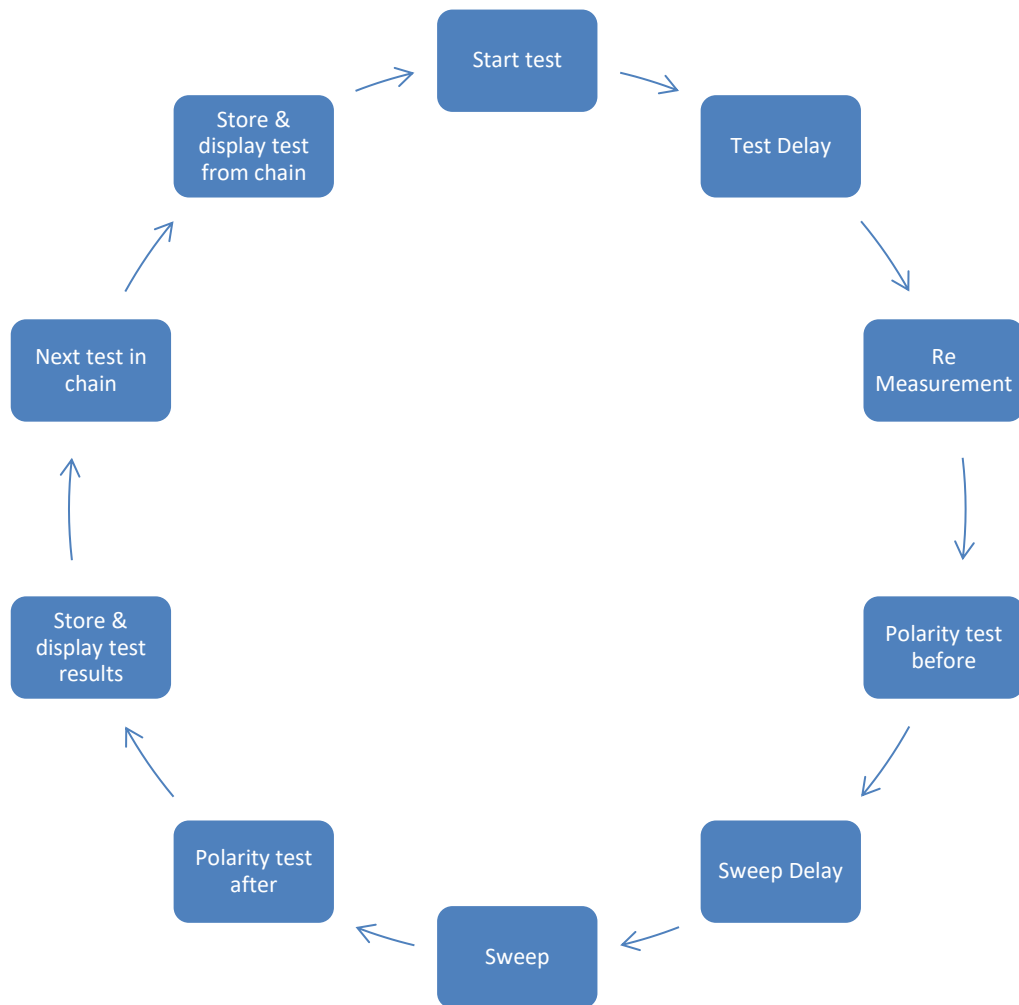 Start test
Test Delay
Re
Measurement
Polarity test
before
Sweep Delay
Sweep
Polarity test
after
Store &
display test
results
Next test in
chain
Store &
display test
from chain